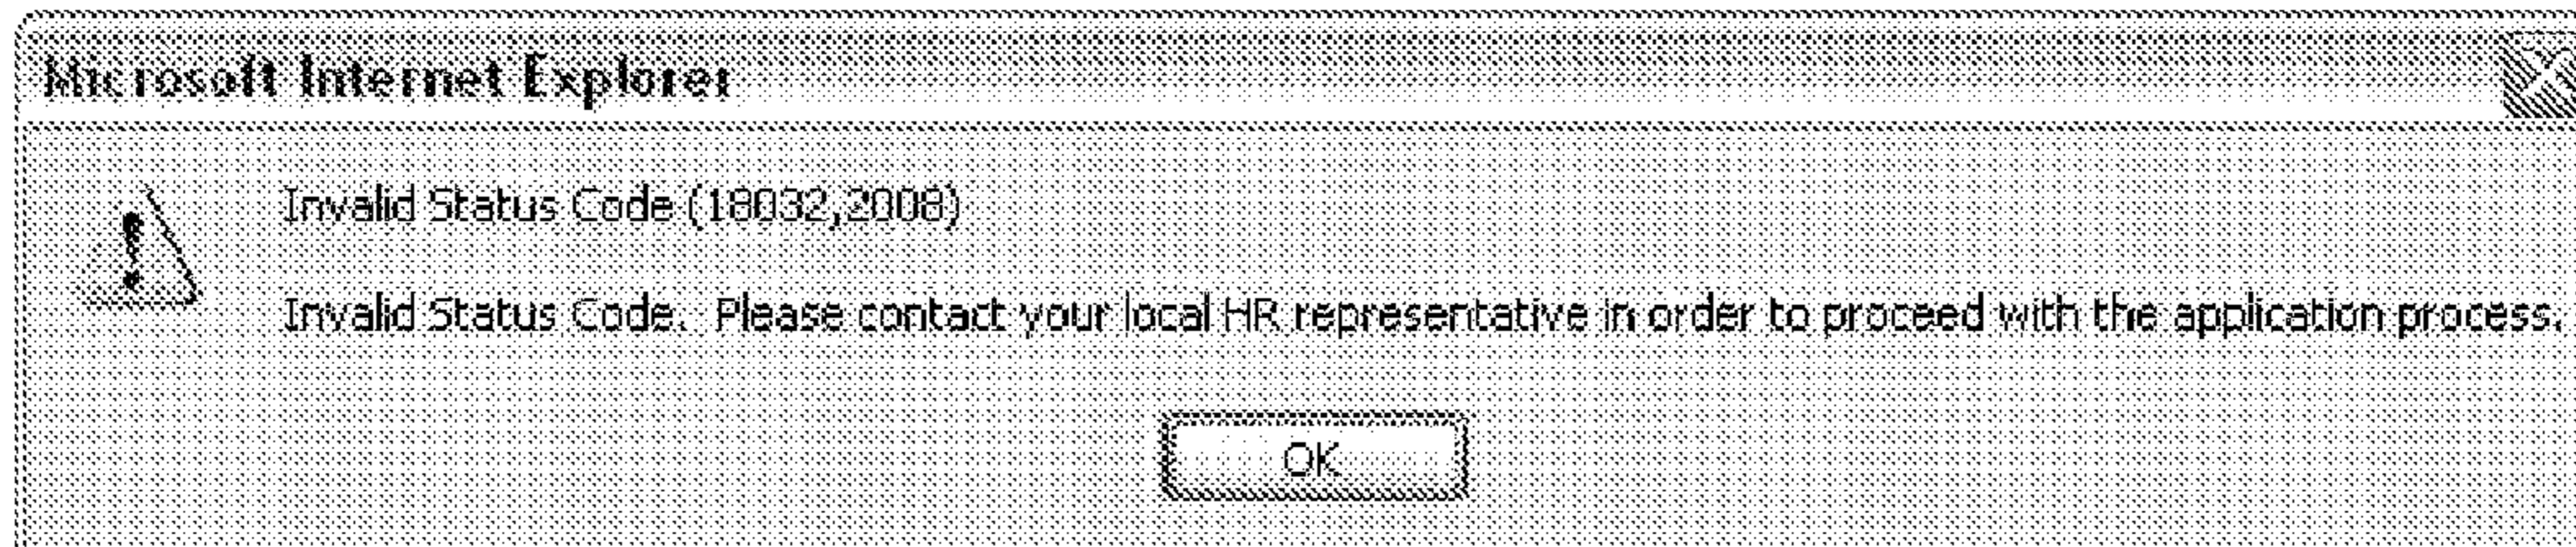 Microsoft Internet Explorer
Invalid Status Code (18032,2008)
Invalid Status Code.  Please contact your local HR representative in order to proceed with the application process.
OK